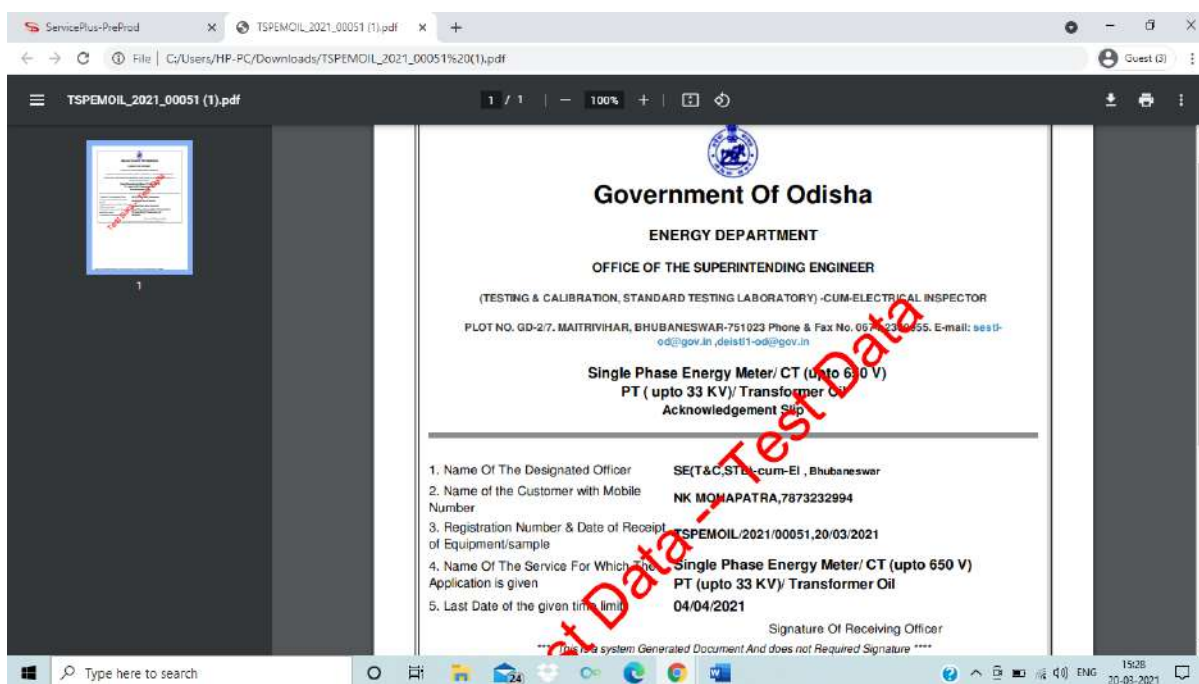 ServicePlus-PreProd
TSPEMOIL_2021_00051 (1).pdf
File | C:/Users/HP-PC/Downloads/TSPEMOIL_2021_00051%20(1).pdf
Guest (3)
TSPEMOIL_2021_00051 (1).pdf
1 / 1
100%
1
Government Of Odisha
ENERGY DEPARTMENT
OFFICE OF THE SUPERINTENDING ENGINEER
(TESTING & CALIBRATION, STANDARD TESTING LABORATORY) -CUM-ELECTRICAL INSPECTOR
PLOT NO. GD-2/7. MAITRIVIHAR, BHUBANESWAR-751023 Phone & Fax No. E-mail: sestl-
od@gov.in ,deistl1-od@gov.in
Single Phase Energy Meter/ CT (upto 650 V)
PT ( upto 33 KV)/ Transformer Oil
Acknowledgement Slip
1. Name Of The Designated Officer SE(T&C,STL)-cum-EI , Bhubaneswar
2. Name of the Customer with Mobile
Number
NK MOHAPATRA,7873232994
3. Registration Number & Date of Receipt
of Equipment/sample
TSPEMOIL/2021/00051,20/03/2021
4. Name Of The Service For Which The
Application is given
Single Phase Energy Meter/ CT (upto 650 V)
PT (upto 33 KV)/ Transformer Oil
5. Last Date of the given time limit 04/04/2021
Signature Of Receiving Officer
**** This is a system Generated Document And does not Required Signature ****
Test Data -- Test Data
Type here to search
24
ENG
15:28
20-03-2021